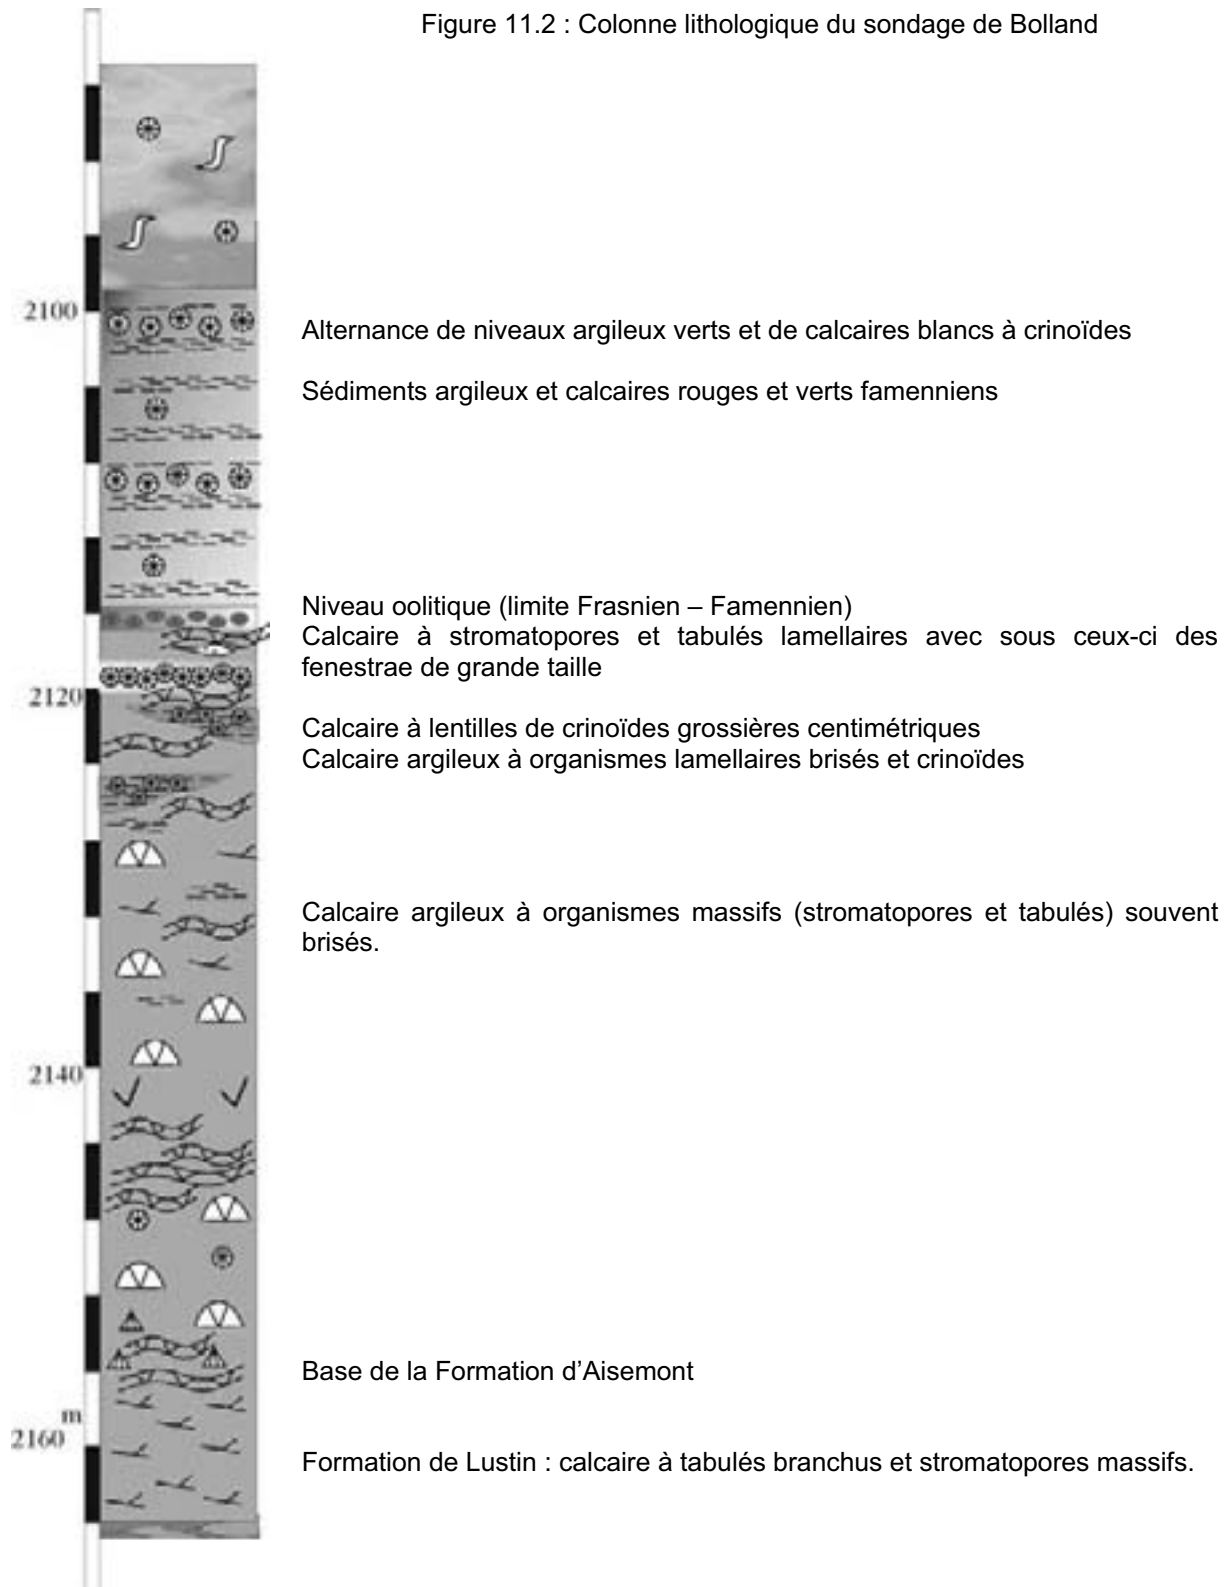 Figure 11.2 : Colonne lithologique du sondage de Bolland
2100
Alternance de niveaux argileux verts et de calcaires blancs à crinoïdes
Sédiments argileux et calcaires rouges et verts famenniens
Niveau oolitique (limite Frasnien – Famennien)
Calcaire à stromatopores et tabulés lamellaires avec sous ceux-ci des
fenestrae de grande taille
2120
Calcaire à lentilles de crinoïdes grossières centimétriques
Calcaire argileux à organismes lamellaires brisés et crinoïdes
Calcaire argileux à organismes massifs (stromatopores et tabulés) souvent
brisés.
2140
Base de la Formation d'Aisemont
m
2160
Formation de Lustin : calcaire à tabulés branchus et stromatopores massifs.